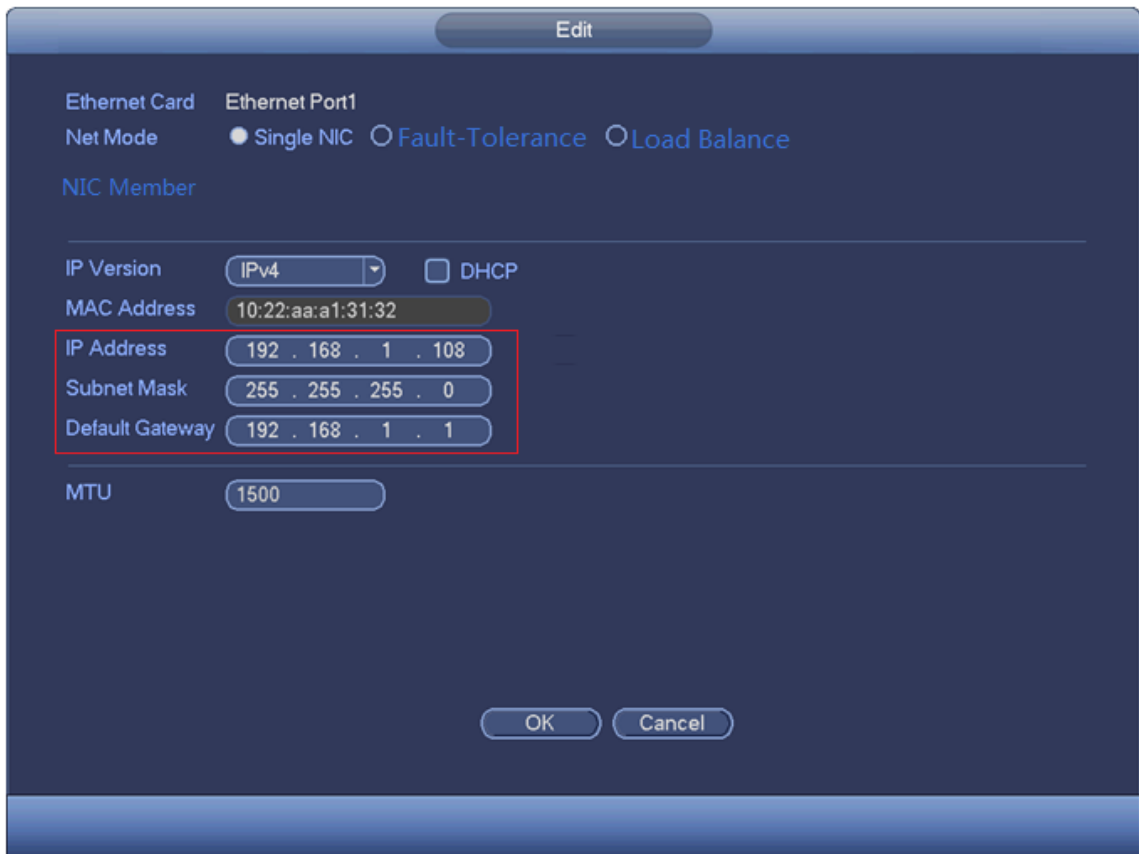 Edit
Ethernet Card Ethernet Port1
Net Mode Single NIC Fault-Tolerance Load Balance
NIC Member
IP Version IPv4 DHCP
MAC Address 10:22:aa:a1:31:32
IP Address 192 . 168 . 1 . 108
Subnet Mask 255 . 255 . 255 . 0
Default Gateway 192 . 168 . 1 . 1
MTU 1500
OK Cancel